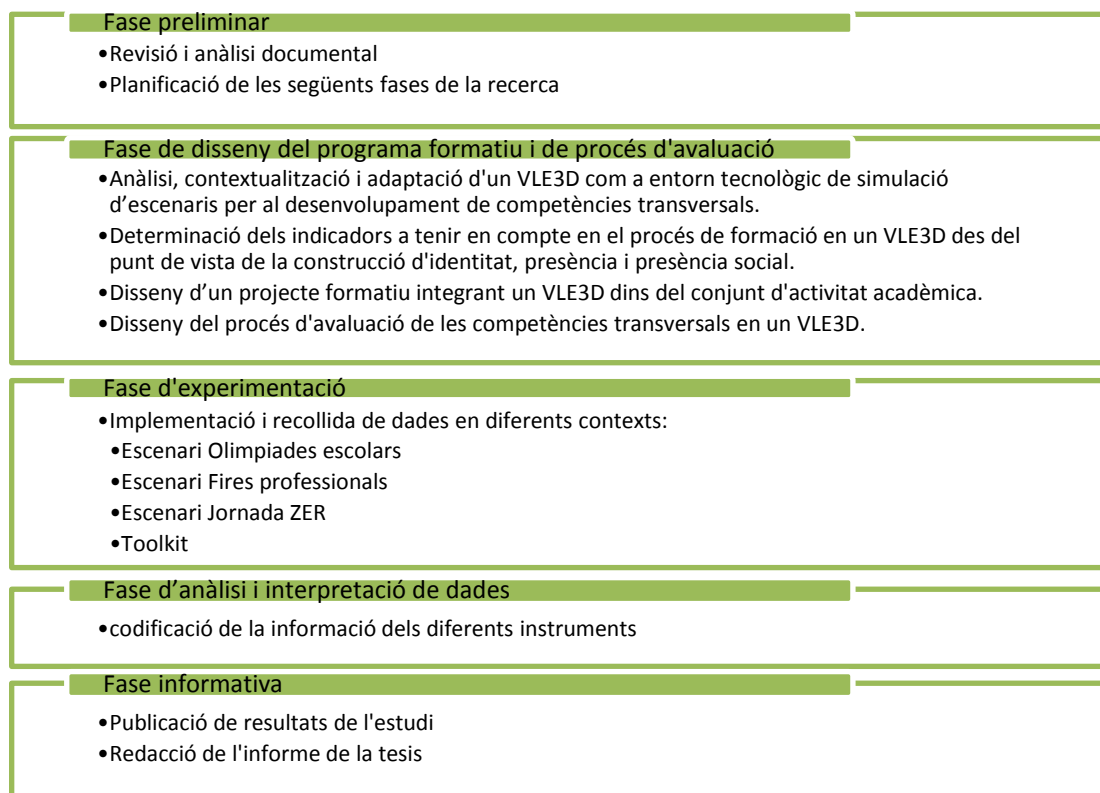 Fase preliminar
•Revisió i anàlisi documental
•Planificació de les següents fases de la recerca
Fase de disseny del programa formatiu i de procés d'avaluació
•Anàlisi, contextualització i adaptació d'un VLE3D com a entorn tecnològic de simulació
d’escenaris per al desenvolupament de competències transversals.
•Determinació dels indicadors a tenir en compte en el procés de formació en un VLE3D des del
punt de vista de la construcció d'identitat, presència i presència social.
•Disseny d’un projecte formatiu integrant un VLE3D dins del conjunt d'activitat acadèmica.
•Disseny del procés d'avaluació de les competències transversals en un VLE3D.
Fase d'experimentació
•Implementació i recollida de dades en diferents contexts:
•Escenari Olimpiades escolars
•Escenari Fires professionals
•Escenari Jornada ZER
•Toolkit
Fase d’anàlisi i interpretació de dades
•codificació de la informació dels diferents instruments
Fase informativa
•Publicació de resultats de l'estudi
•Redacció de l'informe de la tesis